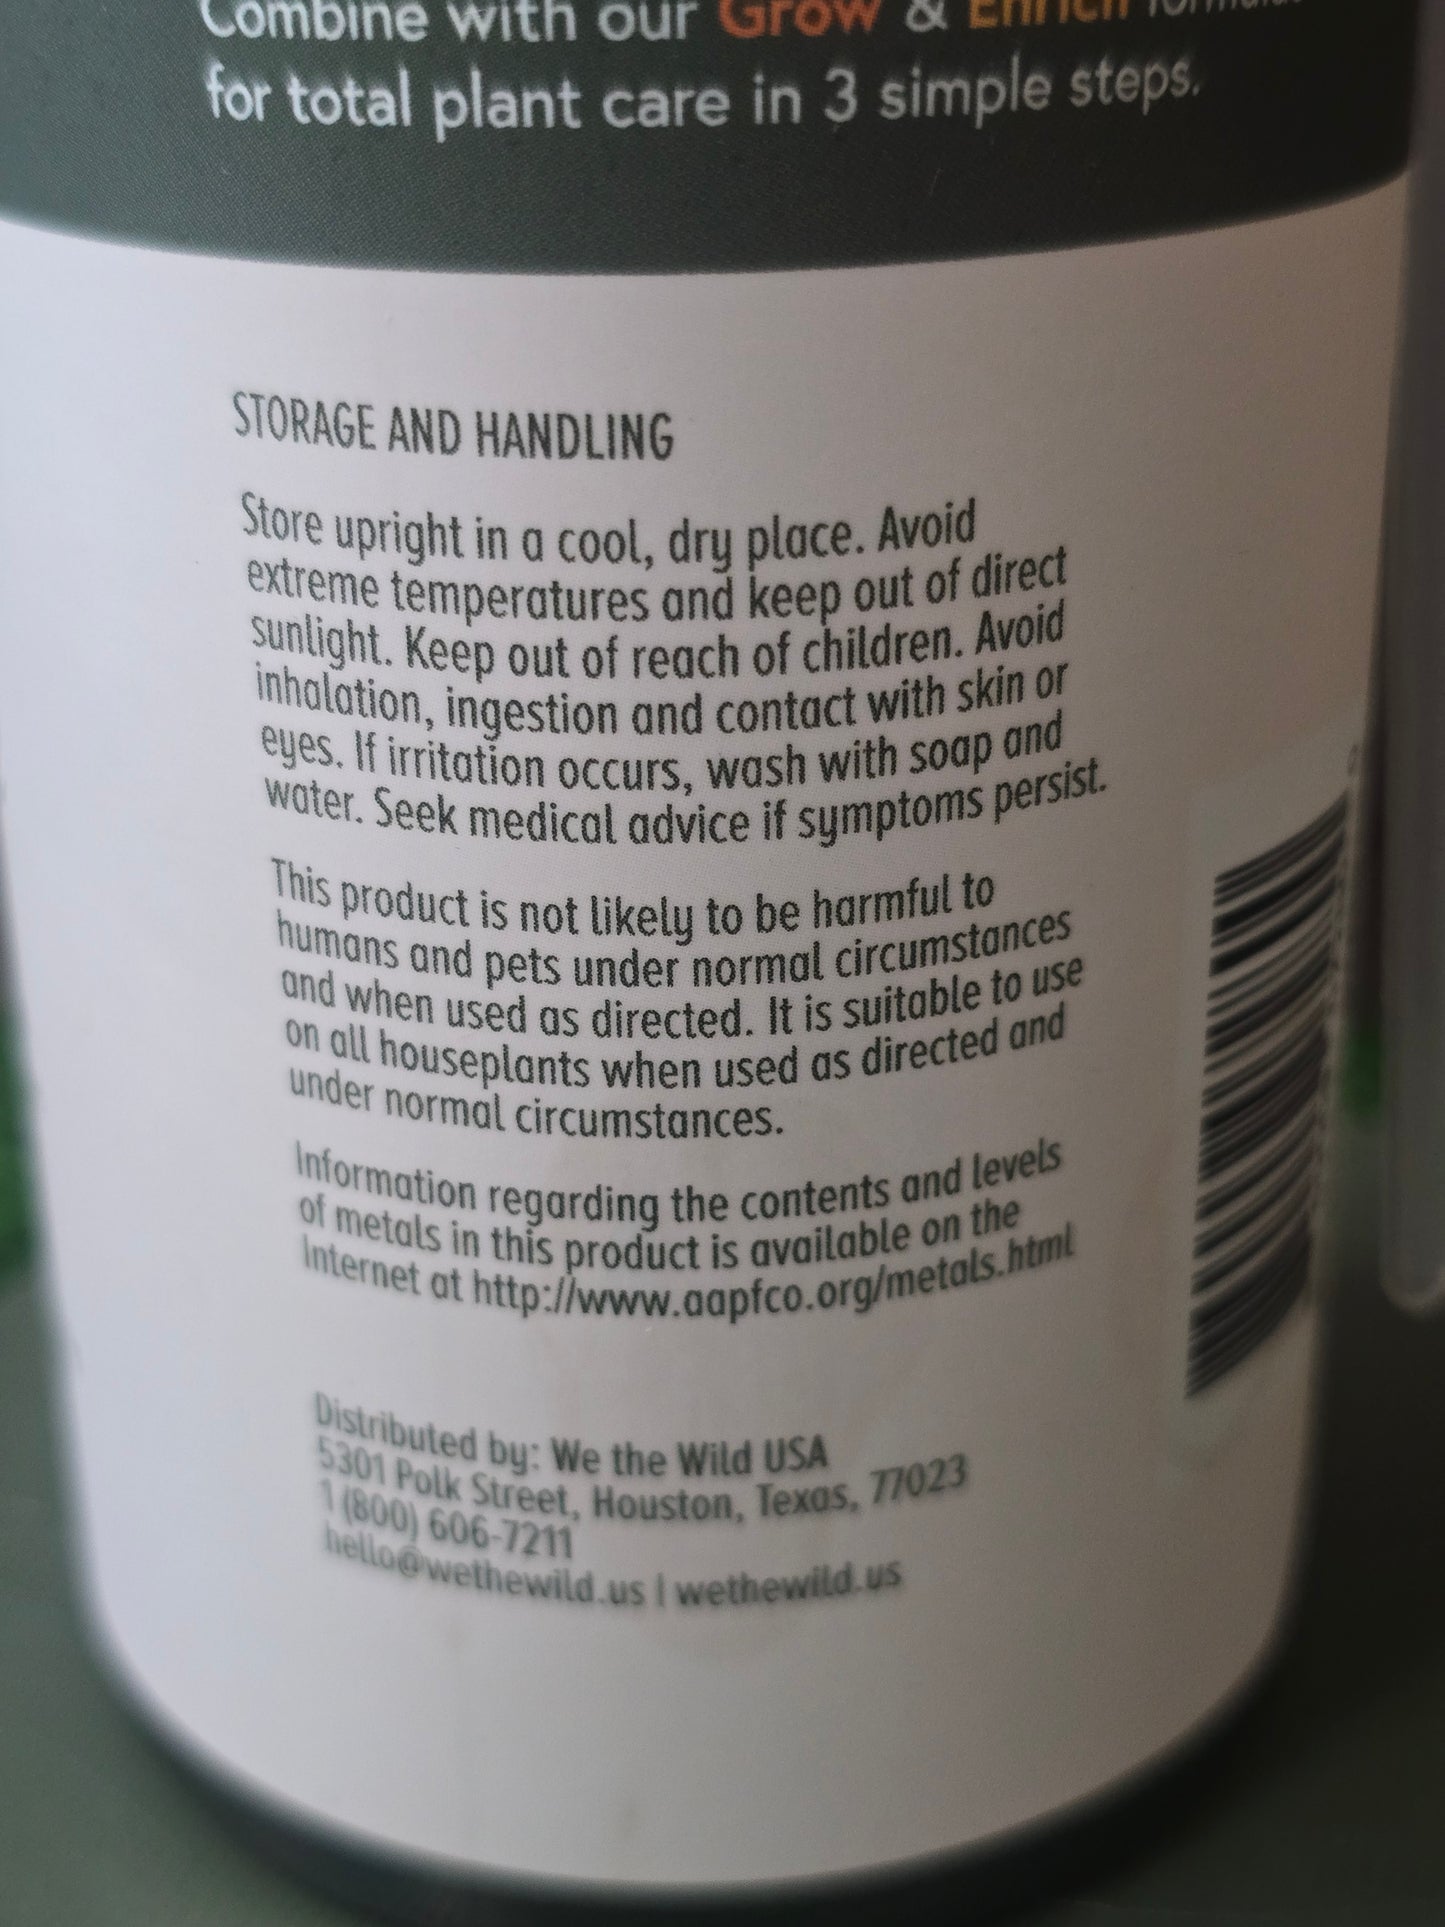 Combine with our Grow & Enrich
for total plant care in 3 simple steps.
STORAGE AND HANDLING
Store upright in a cool, dry place. Avoid
extreme temperatures and keep out of direct
sunlight. Keep out of reach of children. Avoid
inhalation, ingestion and contact with skin or
eyes. If irritation occurs, wash with soap and
water. Seek medical advice if symptoms persist.
This product is not likely to be harmful to
humans and pets under normal circumstances
and when used as directed. It is suitable to use
on all houseplants when used as directed and
under normal circumstances.
Information regarding the contents and levels
of metals in this product is available on the
Internet at http://www.aapfco.org/metals.html
Distributed by: We the Wild USA
5301 Polk Street, Houston, Texas, 77023
1 (800) 606-7211
hello@wethewild.us | wethewild.us